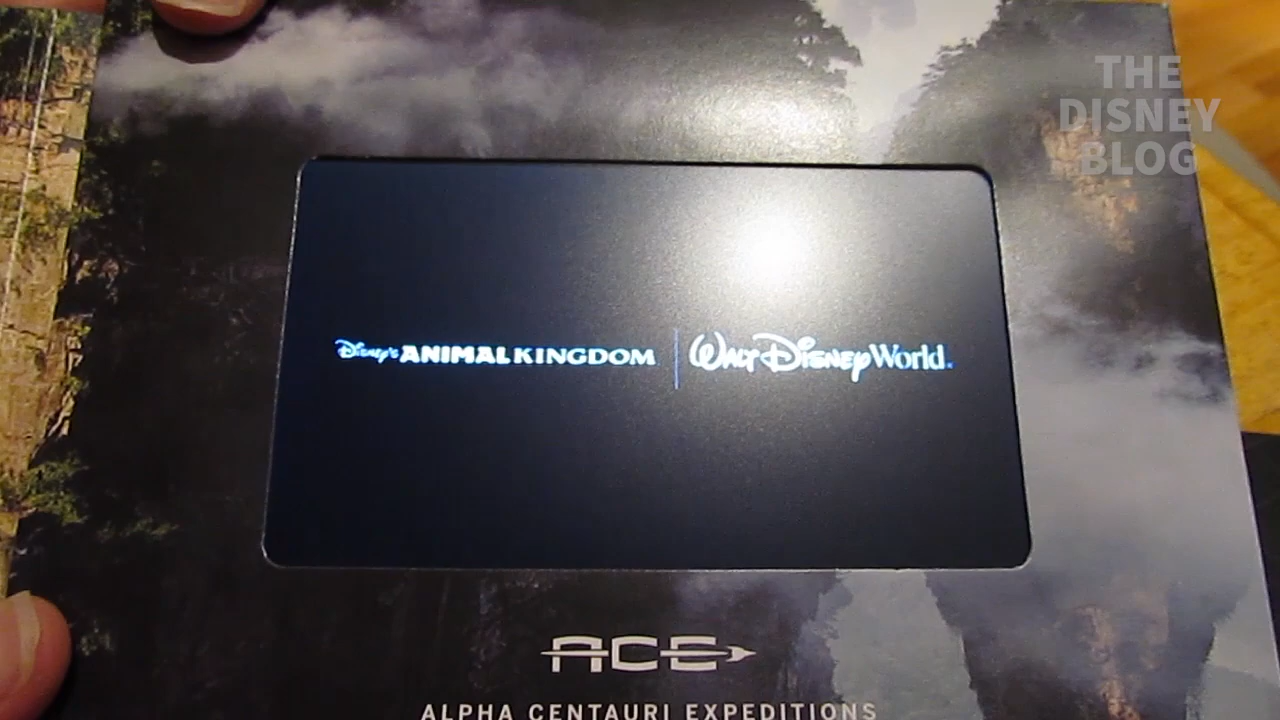 THE
DISNEY
BLOG
Disney's ANIMAL KINGDOM | WALT DISNEY World.
ACE
ALPHA CENTAURI EXPEDITIONS